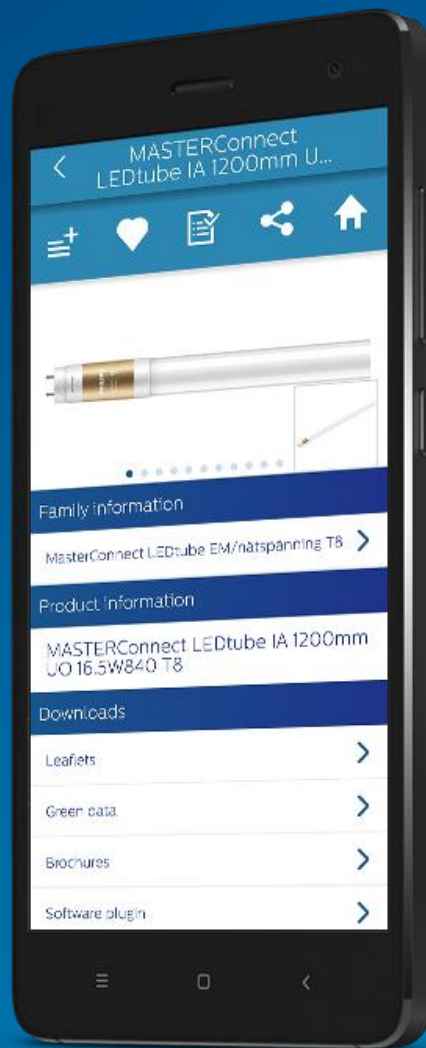 MASTERConnect
LEDtube IA 1200mm U...
Family information
MasterConnect LEDtube EM/nätspänning T8
Product information
MASTERConnect LEDtube IA 1200mm
UO 16.5W840 T8
Downloads
Leaflets
Green data
Brochures
Software plugin